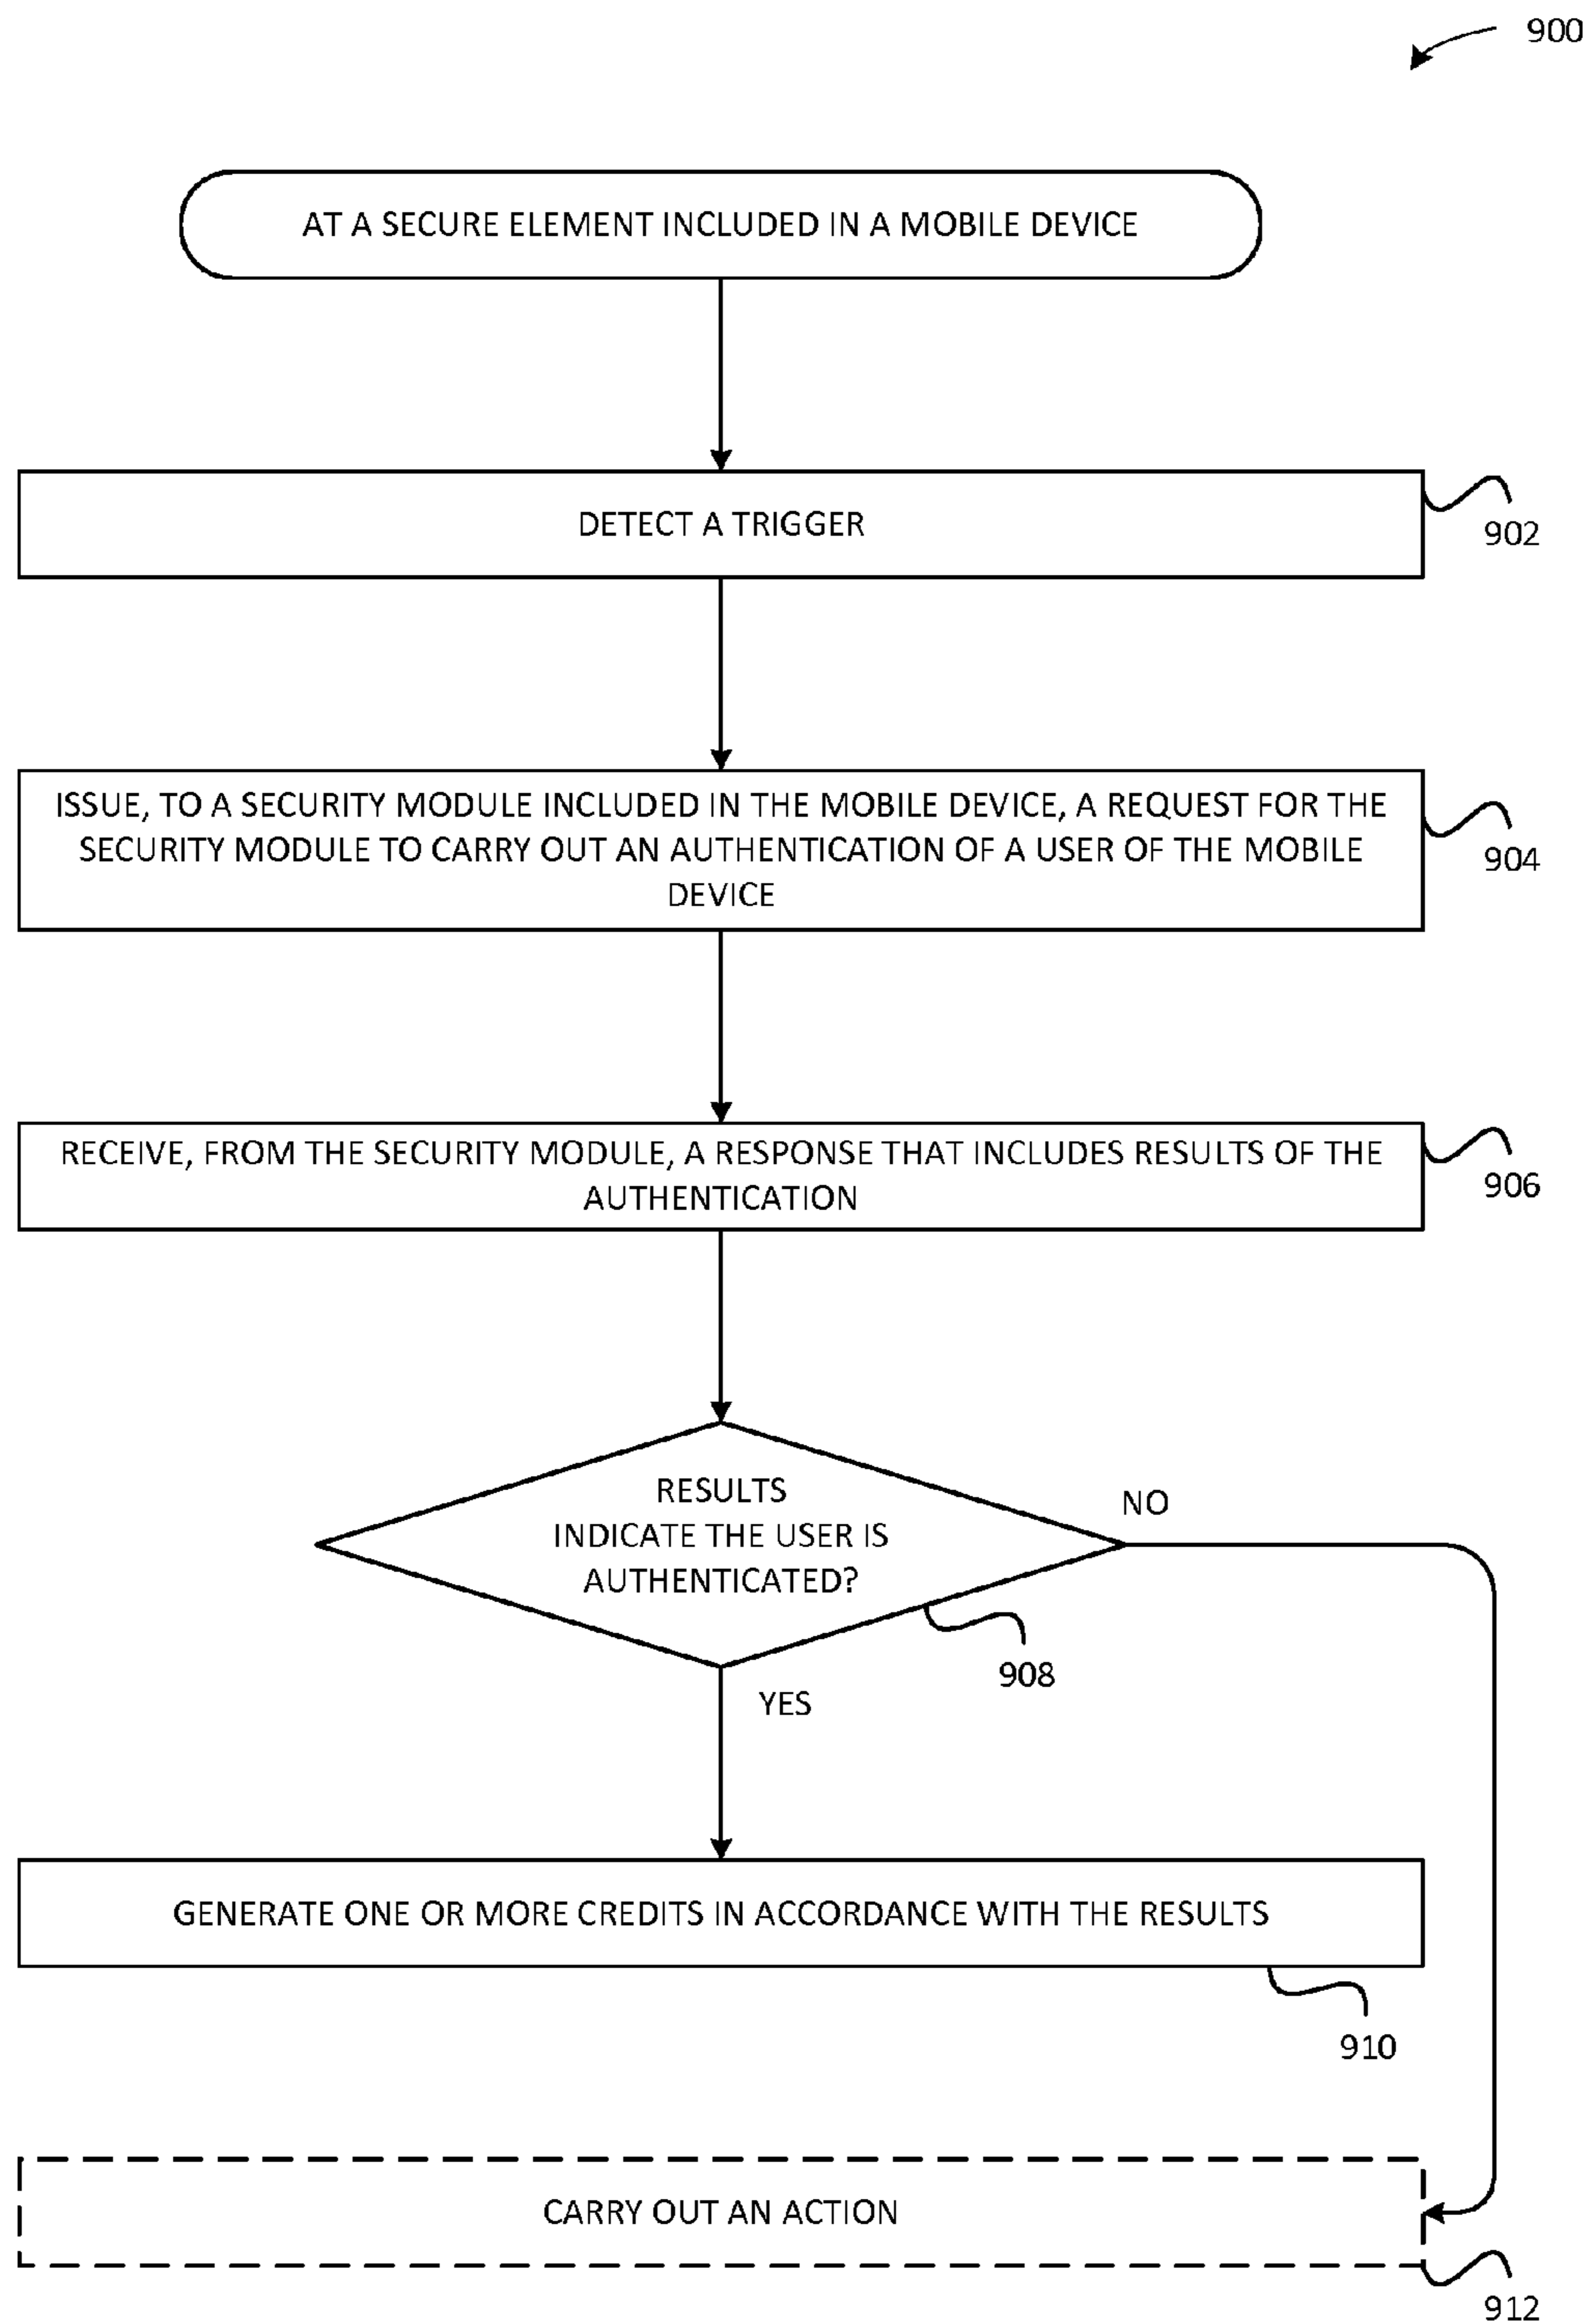 900
AT A SECURE ELEMENT INCLUDED IN A MOBILE DEVICE
DETECT A TRIGGER
902
ISSUE, TO A SECURITY MODULE INCLUDED IN THE MOBILE DEVICE, A REQUEST FOR THE
SECURITY MODULE TO CARRY OUT AN AUTHENTICATION OF A USER OF THE MOBILE
DEVICE
904
RECEIVE, FROM THE SECURITY MODULE, A RESPONSE THAT INCLUDES RESULTS OF THE
AUTHENTICATION
906
RESULTS
INDICATE THE USER IS
AUTHENTICATED?
NO
908
YES
GENERATE ONE OR MORE CREDITS IN ACCORDANCE WITH THE RESULTS
910
CARRY OUT AN ACTION
912